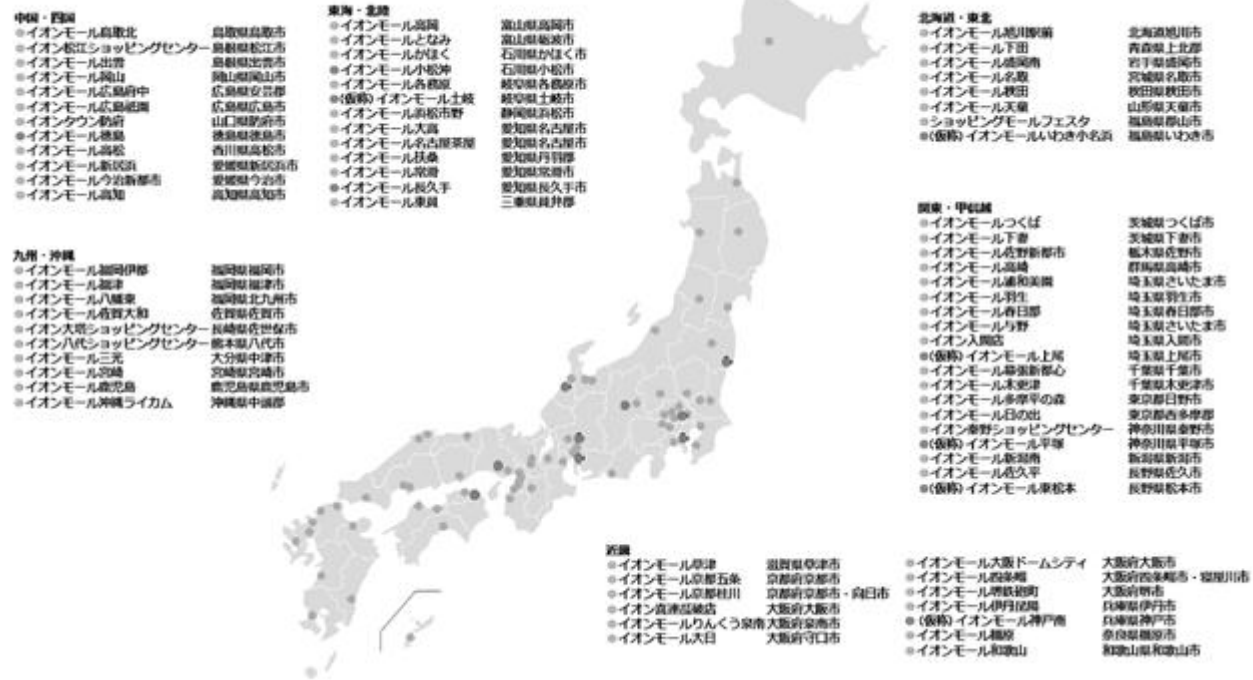 中国・四国
イオンモール鳥取北 鳥取県鳥取市
イオン松江ショッピングセンター 島根県松江市
イオンモール出雲 島根県出雲市
イオンモール岡山 岡山県岡山市
イオンモール広島府中 広島県安芸郡
イオンモール広島祇園 広島県広島市
イオンタウン防府 山口県防府市
イオンモール徳島 徳島県徳島市
イオンモール高松 香川県高松市
イオンモール新居浜 愛媛県新居浜市
イオンモール今治新都市 愛媛県今治市
イオンモール高知 高知県高知市
東海・北陸
イオンモール高岡 富山県高岡市
イオンモールとなみ 富山県砺波市
イオンモールかほく 石川県かほく市
イオンモール小松沖 石川県小松市
イオンモール各務原 岐阜県各務原市
(仮称) イオンモール土岐 岐阜県土岐市
イオンモール浜松市野 静岡県浜松市
イオンモール大高 愛知県名古屋市
イオンモール名古屋茶屋 愛知県名古屋市
イオンモール扶桑 愛知県丹羽郡
イオンモール常滑 愛知県常滑市
イオンモール長久手 愛知県長久手市
イオンモール東員 三重県員弁郡
北海道・東北
イオンモール旭川駅前 北海道旭川市
イオンモール下田 青森県上北郡
イオンモール盛岡南 岩手県盛岡市
イオンモール名取 宮城県名取市
イオンモール秋田 秋田県秋田市
イオンモール天童 山形県天童市
ショッピングモールフェスタ 福島県郡山市
(仮称) イオンモールいわき小名浜 福島県いわき市
関東・甲信越
イオンモールつくば 茨城県つくば市
イオンモール下妻 茨城県下妻市
イオンモール佐野新都市 栃木県佐野市
イオンモール高崎 群馬県高崎市
イオンモール浦和美園 埼玉県さいたま市
イオンモール羽生 埼玉県羽生市
イオンモール春日部 埼玉県春日部市
イオンモール与野 埼玉県さいたま市
イオン入間店 埼玉県入間市
(仮称) イオンモール上尾 埼玉県上尾市
イオンモール幕張新都心 千葉県千葉市
イオンモール木更津 千葉県木更津市
イオンモール多摩平の森 東京都日野市
イオンモール日の出 東京都西多摩郡
イオン秦野ショッピングセンター 神奈川県秦野市
(仮称) イオンモール平塚 神奈川県平塚市
イオンモール新潟南 新潟県新潟市
イオンモール佐久平 長野県佐久市
(仮称) イオンモール東松本 長野県松本市
九州・沖縄
イオンモール福岡伊都 福岡県福岡市
イオンモール福津 福岡県福津市
イオンモール八幡東 福岡県北九州市
イオンモール佐賀大和 佐賀県佐賀市
イオン大塔ショッピングセンター 長崎県佐世保市
イオン八代ショッピングセンター 熊本県八代市
イオンモール三光 大分県中津市
イオンモール宮崎 宮崎県宮崎市
イオンモール鹿児島 鹿児島県鹿児島市
イオンモール沖縄ライカム 沖縄県中頭郡
近畿
イオンモール草津 滋賀県草津市
イオンモール京都五条 京都府京都市
イオンモール京都桂川 京都府京都市・向日市
イオン喜連瓜破店 大阪府大阪市
イオンモールりんくう泉南 大阪府泉南市
イオンモール大日 大阪府守口市
イオンモール大阪ドームシティ 大阪府大阪市
イオンモール四條畷 大阪府四条畷市・寝屋川市
イオンモール堺鉄砲町 大阪府堺市
イオンモール伊丹昆陽 兵庫県伊丹市
(仮称) イオンモール神戸南 兵庫県神戸市
イオンモール橿原 奈良県橿原市
イオンモール和歌山 和歌山県和歌山市